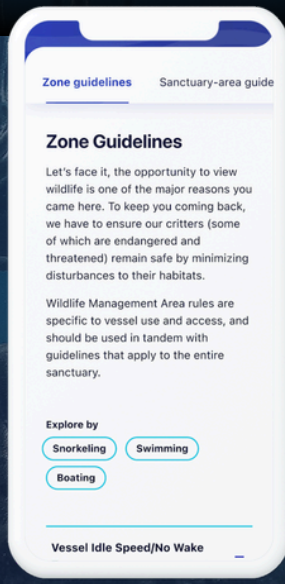 Zone guidelines Sanctuary-area guide
Zone Guidelines
Let's face it, the opportunity to view
wildlife is one of the major reasons you
came here. To keep you coming back,
we have to ensure our critters (some
of which are endangered and
threatened) remain safe by minimizing
disturbances to their habitats.
Wildlife Management Area rules are
specific to vessel use and access, and
should be used in tandem with
guidelines that apply to the entire
sanctuary.
Explore by
Snorkeling Swimming
Boating
Vessel Idle Speed/No Wake